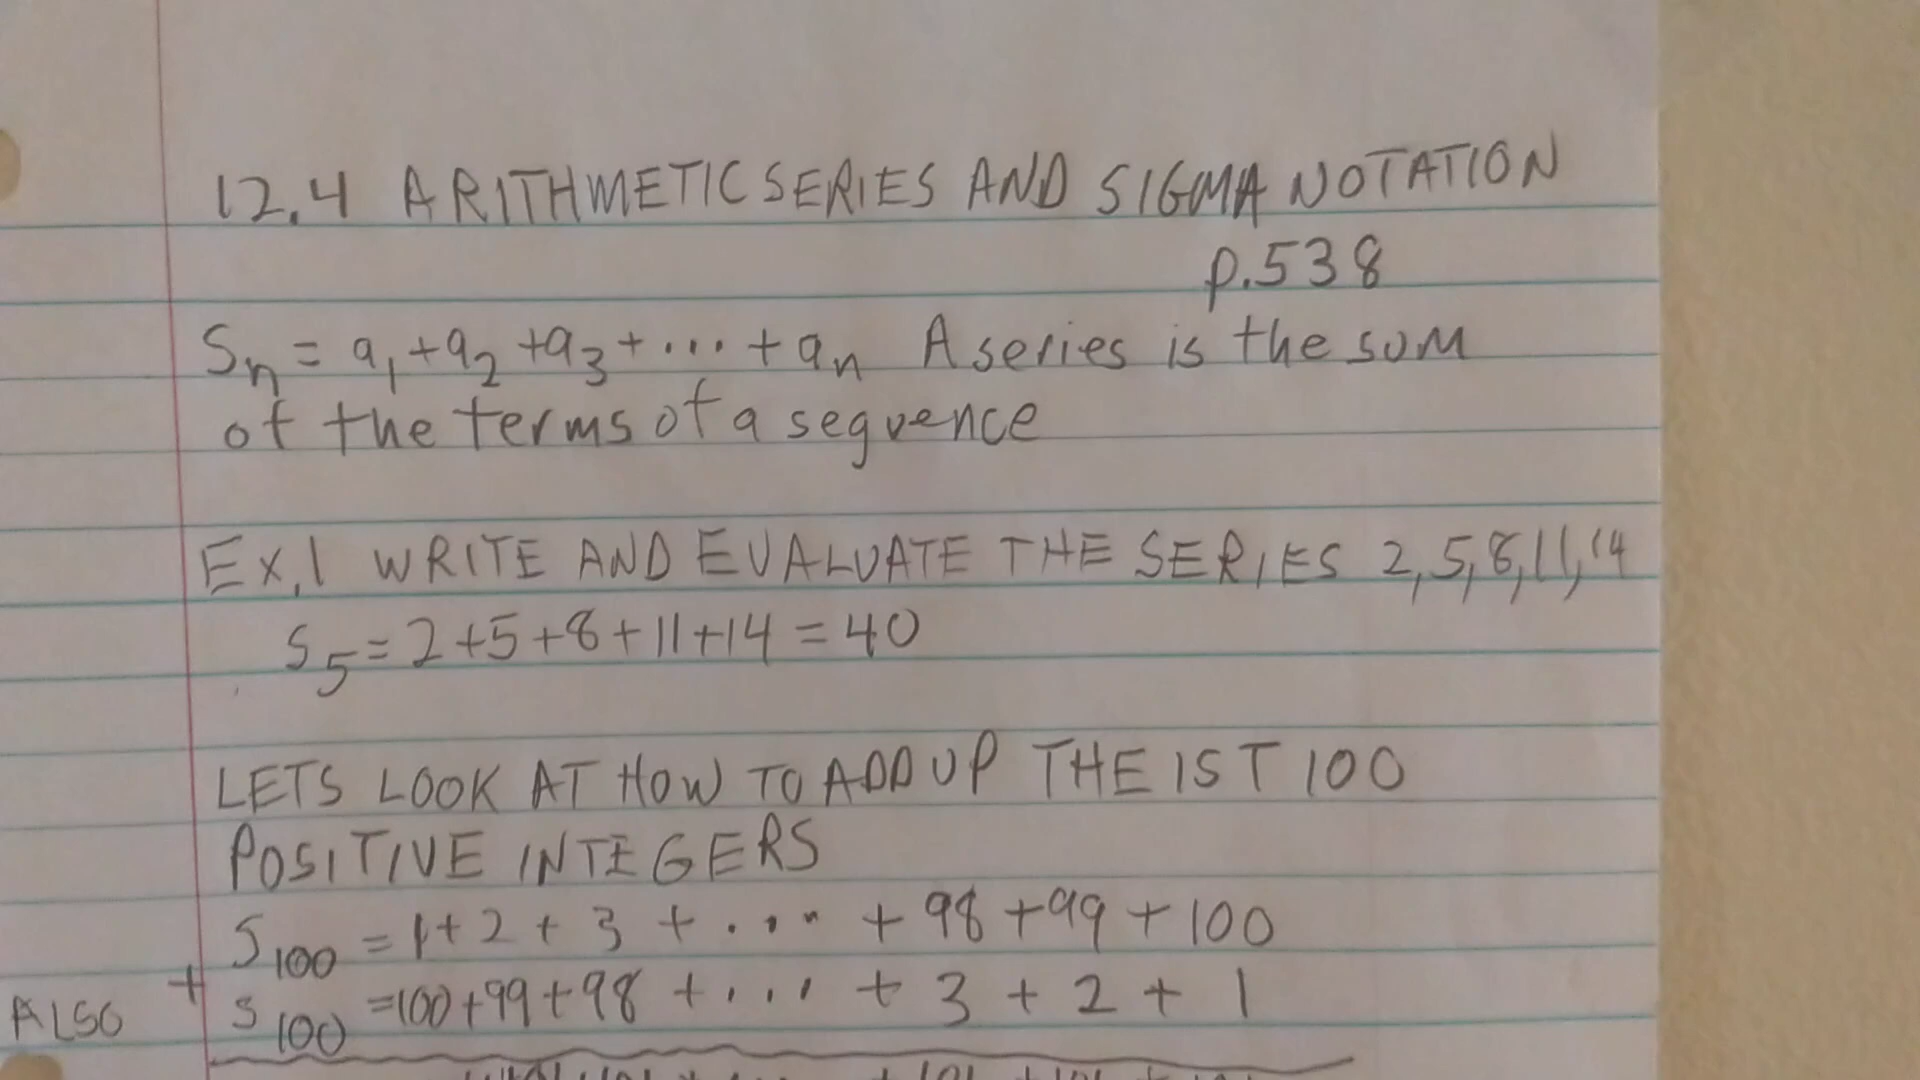 12.4 ARITHMETIC SERIES AND SIGMA NOTATION
p.538
Sn = a1 + a2 + a3 + ... + an A series is the sum
of the terms of a sequence
Ex.1 WRITE AND EVALUATE THE SERIES 2,5,8,11,14
S5 = 2+5+8+11+14 = 40
LETS LOOK AT HOW TO ADD UP THE 1ST 100
POSITIVE INTEGERS
S100 = 1+2+3+...+98+99+100
ALSO + S100 = 100+99+98+...+3+2+1